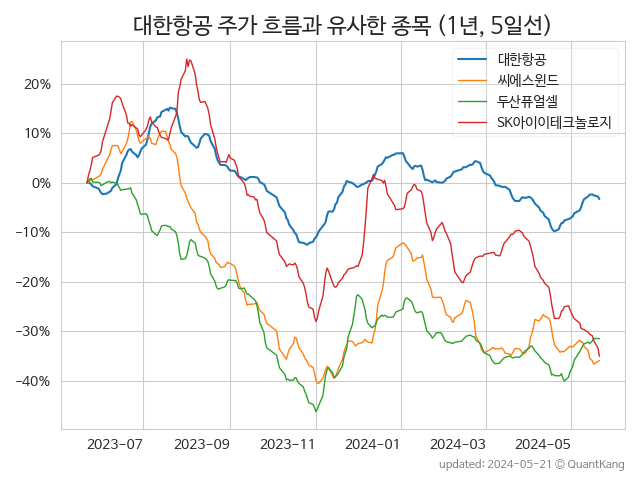 대한항공 주가 흐름과 유사한 종목 (1년, 5일선)
대한항공
씨에스윈드
두산퓨얼셀
SK아이이테크놀로지
20%
10%
0%
−10%
−20%
−30%
−40%
2023-07 2023-09 2023-11 2024-01 2024-03 2024-05
updated: 2024-05-21 © QuantKang